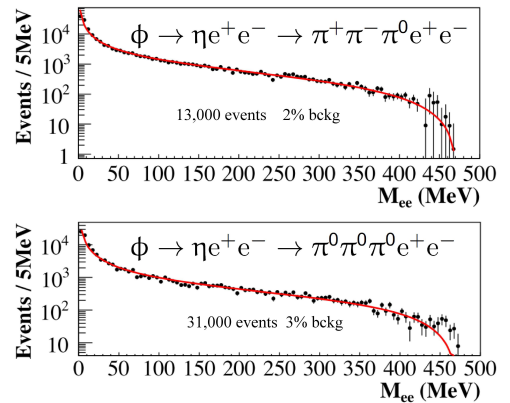 Events / 5MeV
10⁴
10³
10²
10
1
ϕ → ηe⁺e⁻ → π⁺π⁻π⁰e⁺e⁻
13,000 events 2% bckg
0 50 100 150 200 250 300 350 400 450 500
Mₑₑ (MeV)
Events / 5MeV
10⁴
10³
10²
10
ϕ → ηe⁺e⁻ → π⁰π⁰π⁰e⁺e⁻
31,000 events 3% bckg
0 50 100 150 200 250 300 350 400 450 500
Mₑₑ (MeV)